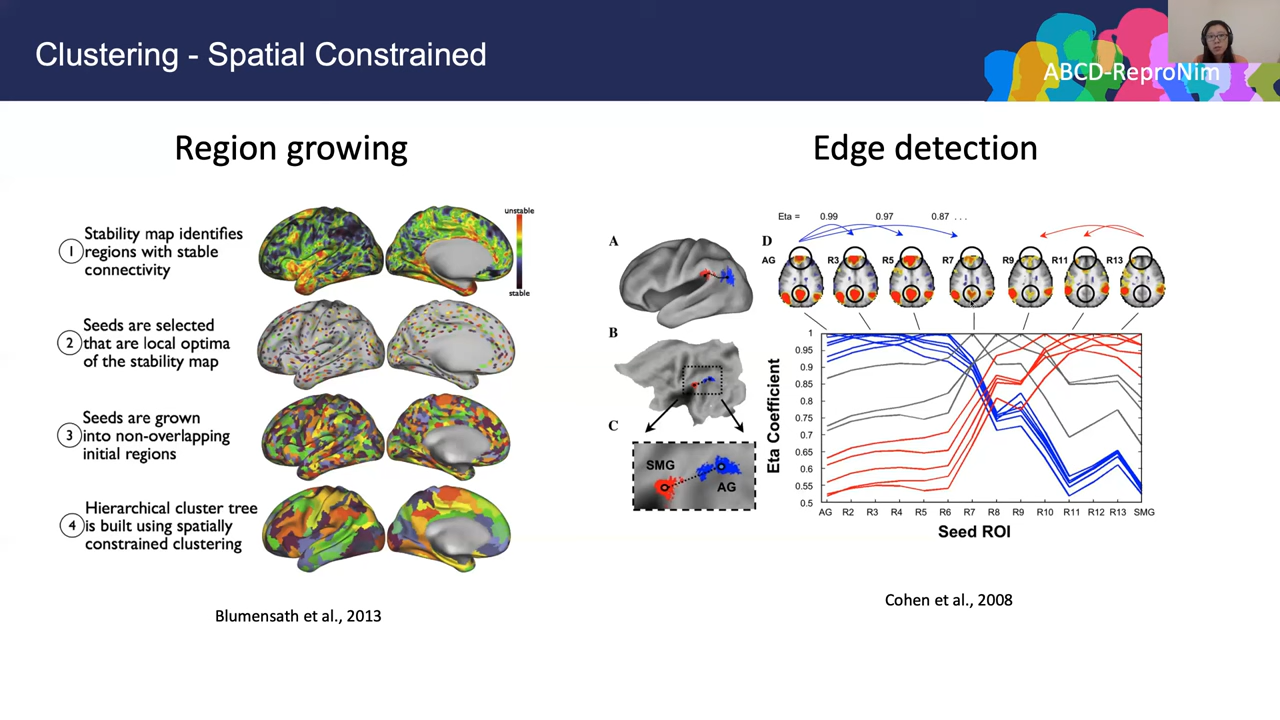 Clustering - Spatial Constrained
ABCD-ReproNim
Region growing
Edge detection
1
Stability map identifies
regions with stable
connectivity
unstable
stable
2
Seeds are selected
that are local optima
of the stability map
3
Seeds are grown
into non-overlapping
initial regions
4
Hierarchical cluster tree
is built using spatially
constrained clustering
Blumensath et al., 2013
A
B
C
SMG
AG
D
Eta = 0.99 0.97 0.87 . . .
AG R3 R5 R7 R9 R11 R13
Eta Coefficient
1
0.95
0.9
0.85
0.8
0.75
0.7
0.65
0.6
0.55
0.5
AG R2 R3 R4 R5 R6 R7 R8 R9 R10 R11 R12 R13 SMG
Seed ROI
Cohen et al., 2008